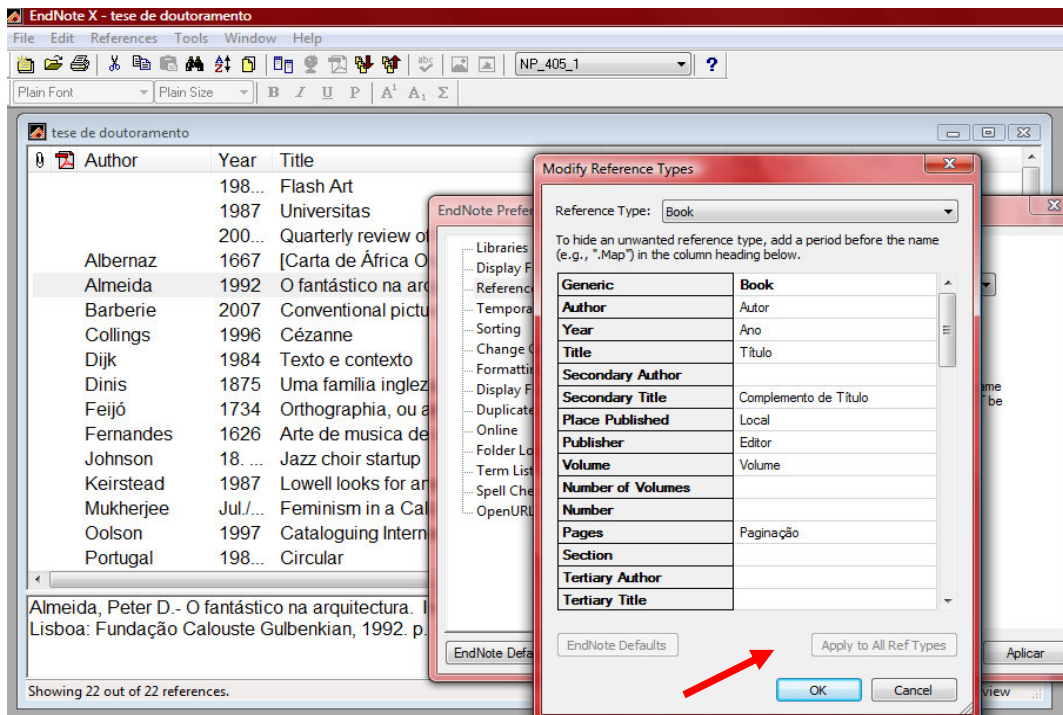 EndNote X - tese de doutoramento
File Edit References Tools Window Help
NP_405_1
?
Plain Font Plain Size B I U P A¹ A₁ Σ
tese de doutoramento
Author Year Title
198... Flash Art
1987 Universitas
200... Quarterly review of
Albernaz 1667 [Carta de África O
Almeida 1992 O fantástico na arq
Barberie 2007 Conventional pictu
Collings 1996 Cézanne
Dijk 1984 Texto e contexto
Dinis 1875 Uma família inglez
Feijó 1734 Orthographia, ou a
Fernandes 1626 Arte de musica de
Johnson 18. ... Jazz choir startup
Keirstead 1987 Lowell looks for an
Mukherjee Jul./... Feminism in a Cal
Oolson 1997 Cataloguing Intern
Portugal 198... Circular
Almeida, Peter D.- O fantástico na arquitectura. I
Lisboa: Fundação Calouste Gulbenkian, 1992. p.
Showing 22 out of 22 references.
EndNote Prefer
Libraries
Display F
Referenc
Tempora
Sorting
Change C
Formattin
Display F
Duplicate
Online
Folder Lo
Term List
Spell Che
OpenURL
ame
be
EndNote Defa
Aplicar
view
Modify Reference Types
Reference Type: Book
To hide an unwanted reference type, add a period before the name
(e.g., ".Map") in the column heading below.
Generic Book
Author Autor
Year Ano
Title Título
Secondary Author
Secondary Title Complemento de Título
Place Published Local
Publisher Editor
Volume Volume
Number of Volumes
Number
Pages Paginação
Section
Tertiary Author
Tertiary Title
EndNote Defaults Apply to All Ref Types
OK Cancel